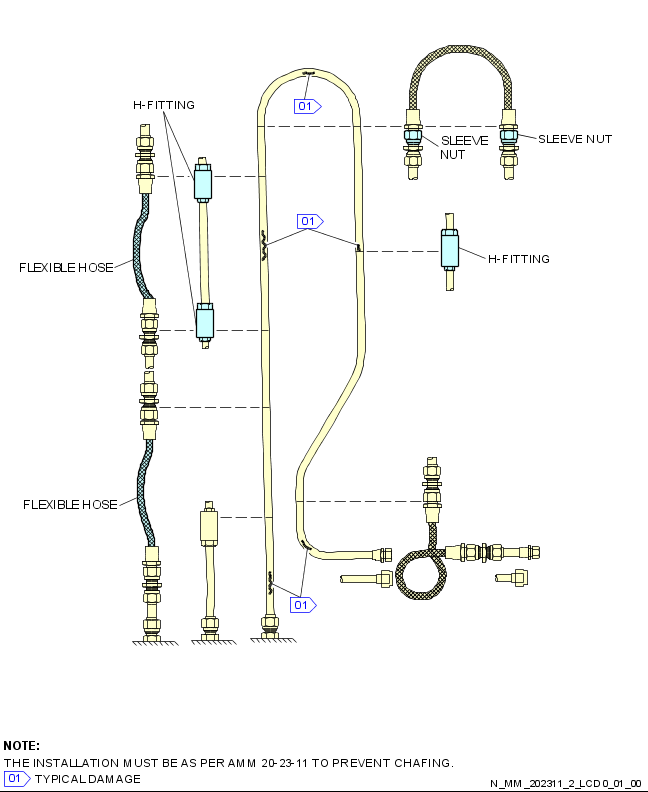 01
H-FITTING
SLEEVE
NUT
SLEEVE NUT
01
H-FITTING
FLEXIBLE HOSE
FLEXIBLE HOSE
01
NOTE:
THE INSTALLATION MUST BE AS PER AMM 20-23-11 TO PREVENT CHAFING.
01 TYPICAL DAMAGE
N_MM_202311_2_LCD0_01_00